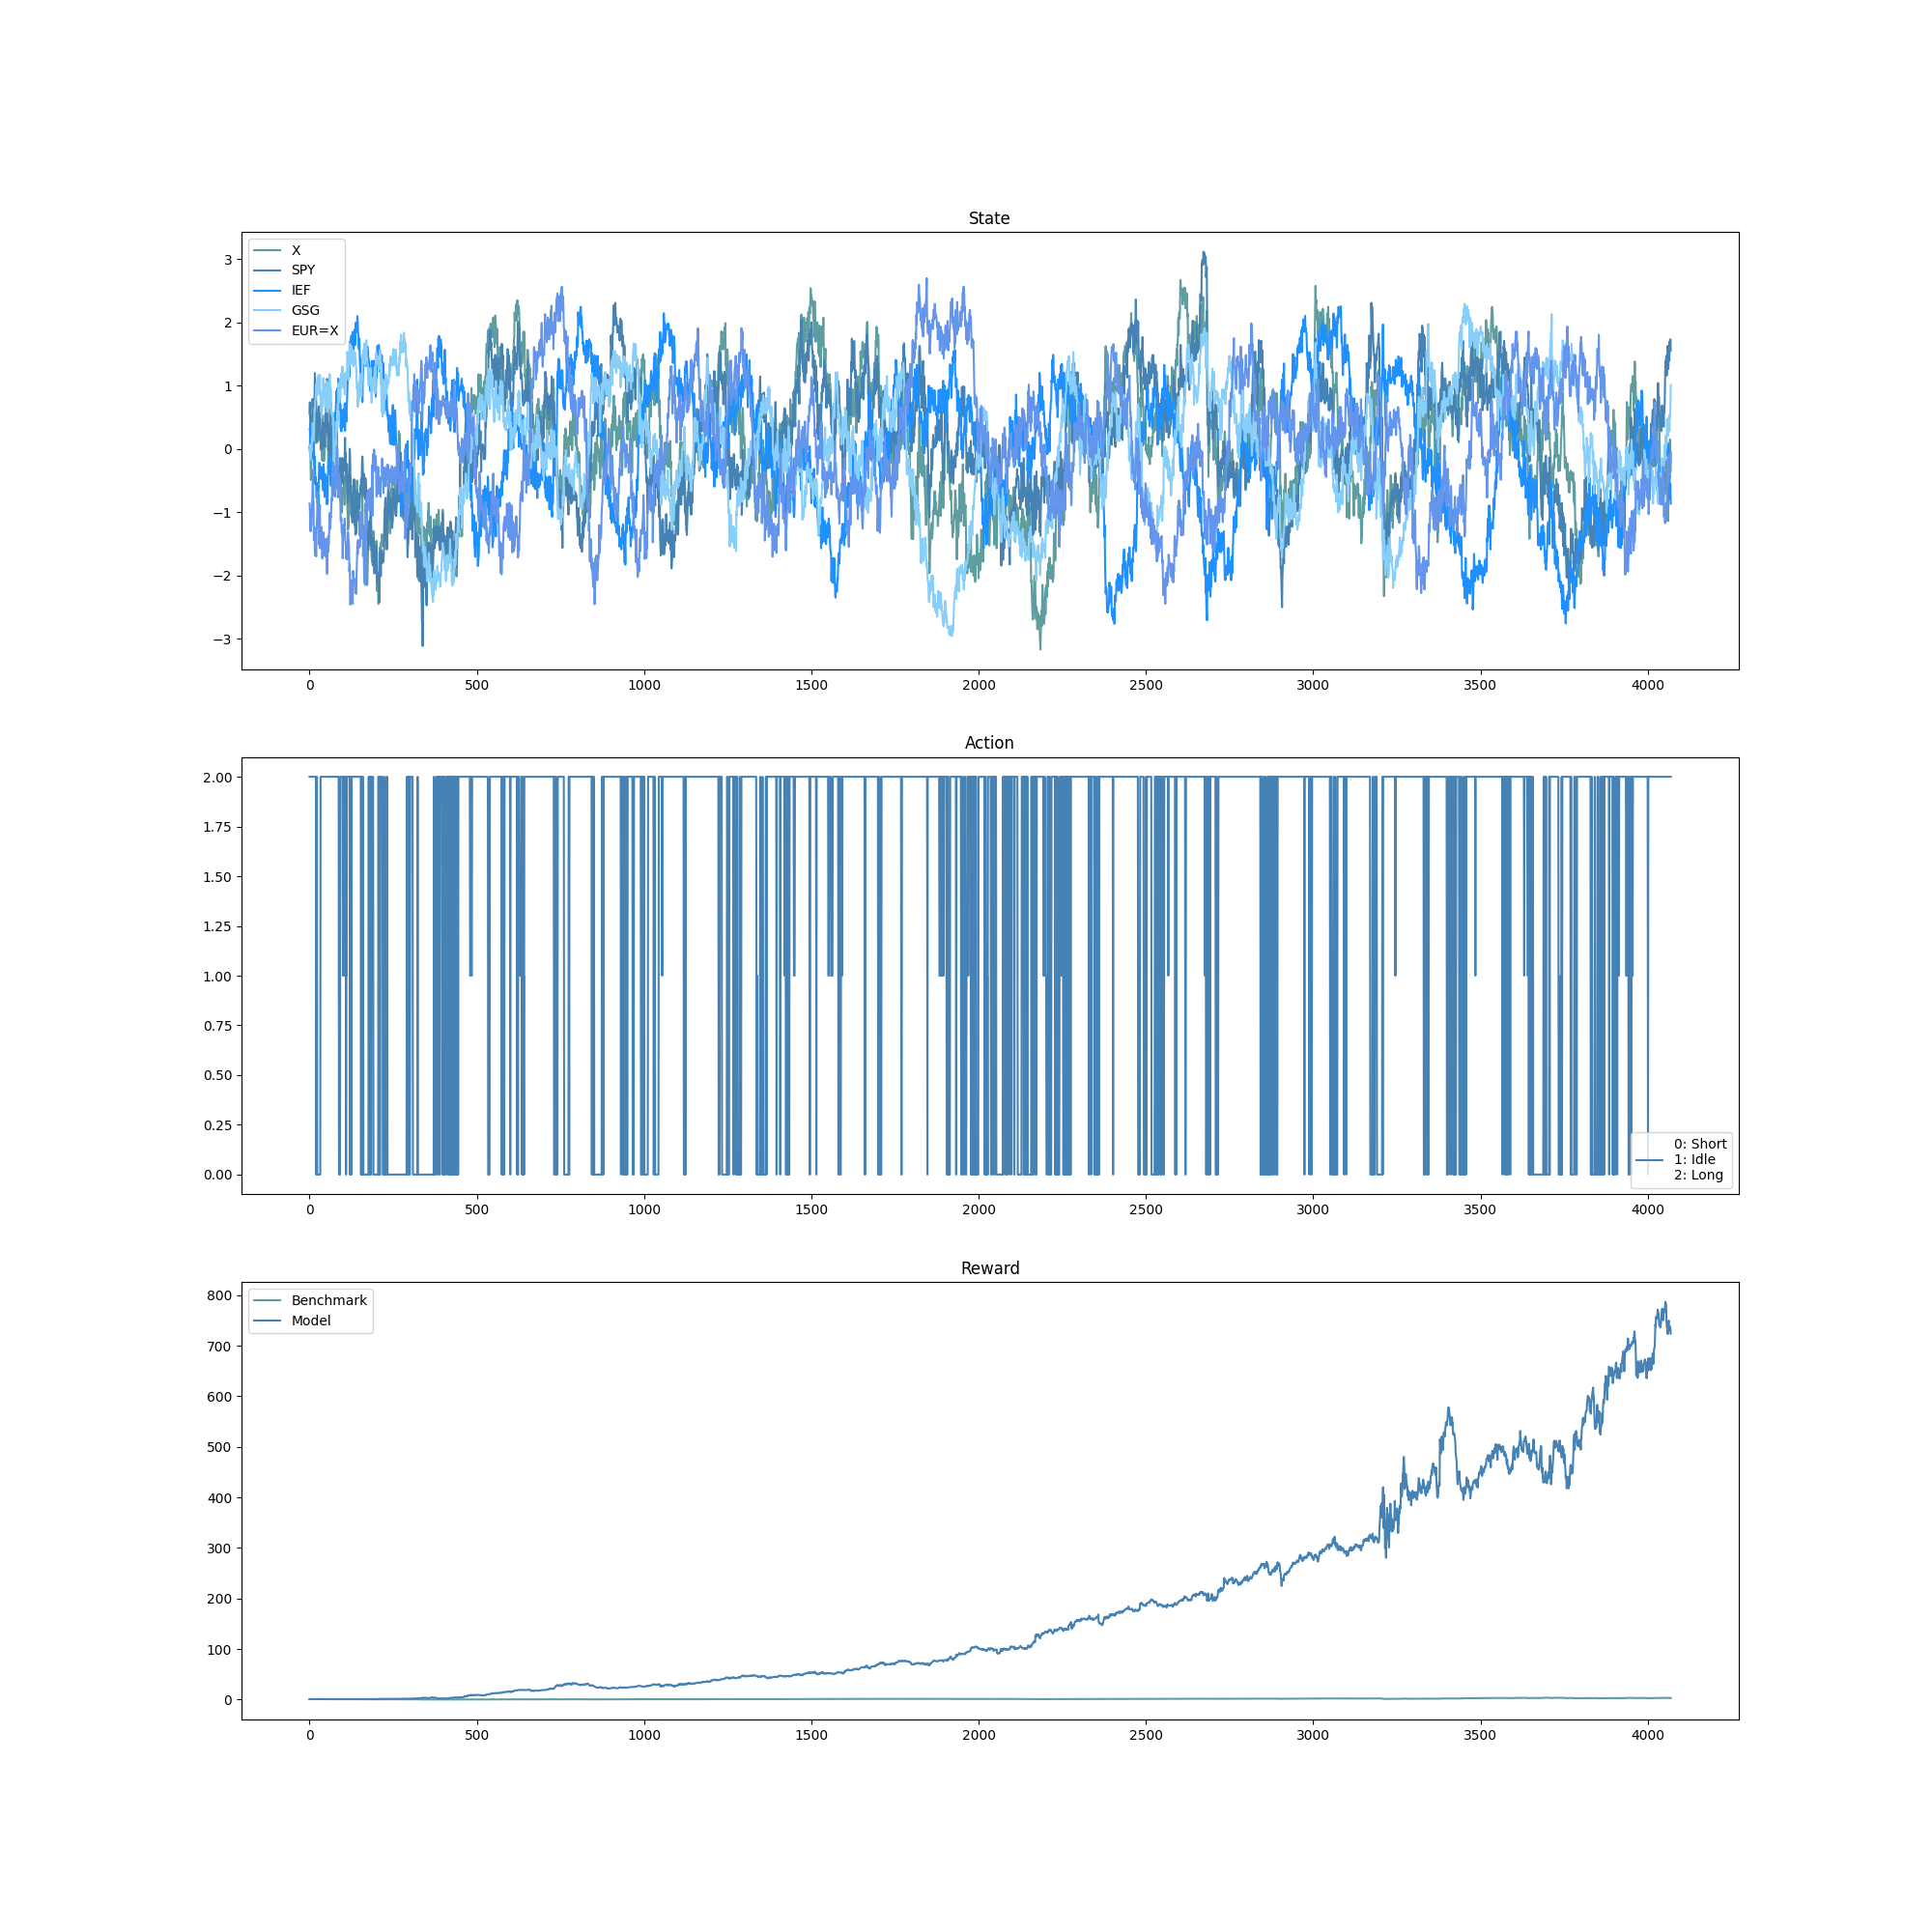 State
X
SPY
IEF
GSG
EUR=X
3
2
1
0
−1
−2
−3
0 500 1000 1500 2000 2500 3000 3500 4000
Action
2.00
1.75
1.50
1.25
1.00
0.75
0.50
0.25
0.00
0: Short
1: Idle
2: Long
0 500 1000 1500 2000 2500 3000 3500 4000
Reward
Benchmark
Model
800
700
600
500
400
300
200
100
0
0 500 1000 1500 2000 2500 3000 3500 4000